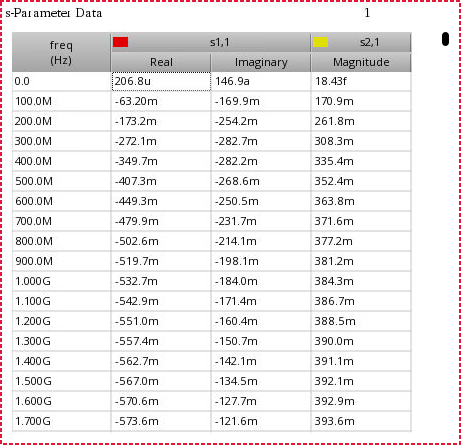 s-Parameter Data 1
freq (Hz) s1,1 s2,1
Real Imaginary Magnitude
0.0 206.8u 146.9a 18.43f
100.0M -63.20m -169.9m 170.9m
200.0M -173.2m -254.2m 261.8m
300.0M -272.1m -282.7m 308.3m
400.0M -349.7m -282.2m 335.4m
500.0M -407.3m -268.6m 352.4m
600.0M -449.3m -250.5m 363.8m
700.0M -479.9m -231.7m 371.6m
800.0M -502.6m -214.1m 377.2m
900.0M -519.7m -198.1m 381.2m
1.000G -532.7m -184.0m 384.3m
1.100G -542.9m -171.4m 386.7m
1.200G -551.0m -160.4m 388.5m
1.300G -557.4m -150.7m 390.0m
1.400G -562.7m -142.1m 391.1m
1.500G -567.0m -134.5m 392.1m
1.600G -570.6m -127.7m 392.9m
1.700G -573.6m -121.6m 393.6m